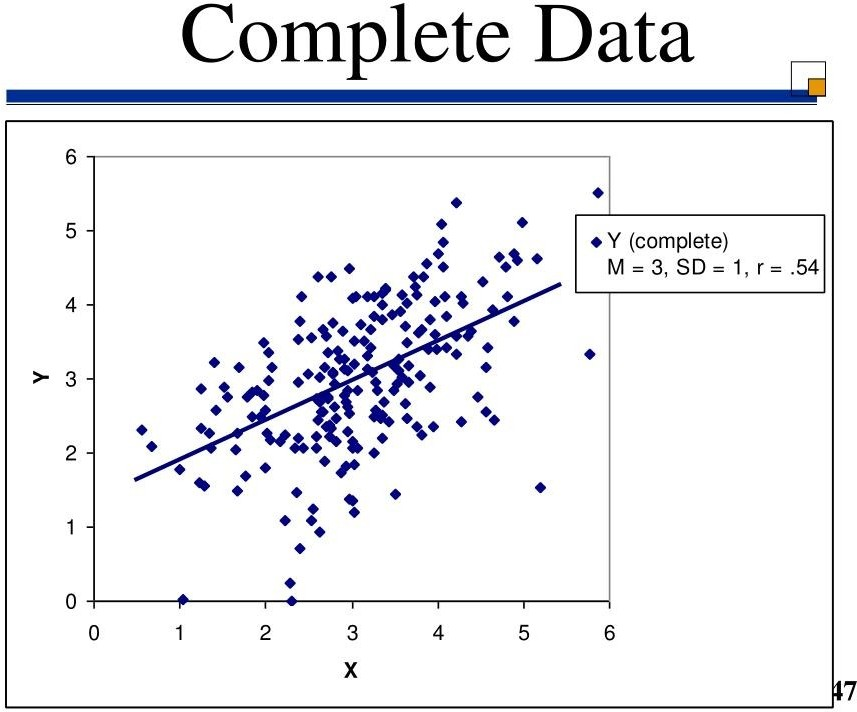 Complete Data
6
5
4
3
2
1
0
Y
0 1 2 3 4 5 6
X
Y (complete)
M = 3, SD = 1, r = .54
47